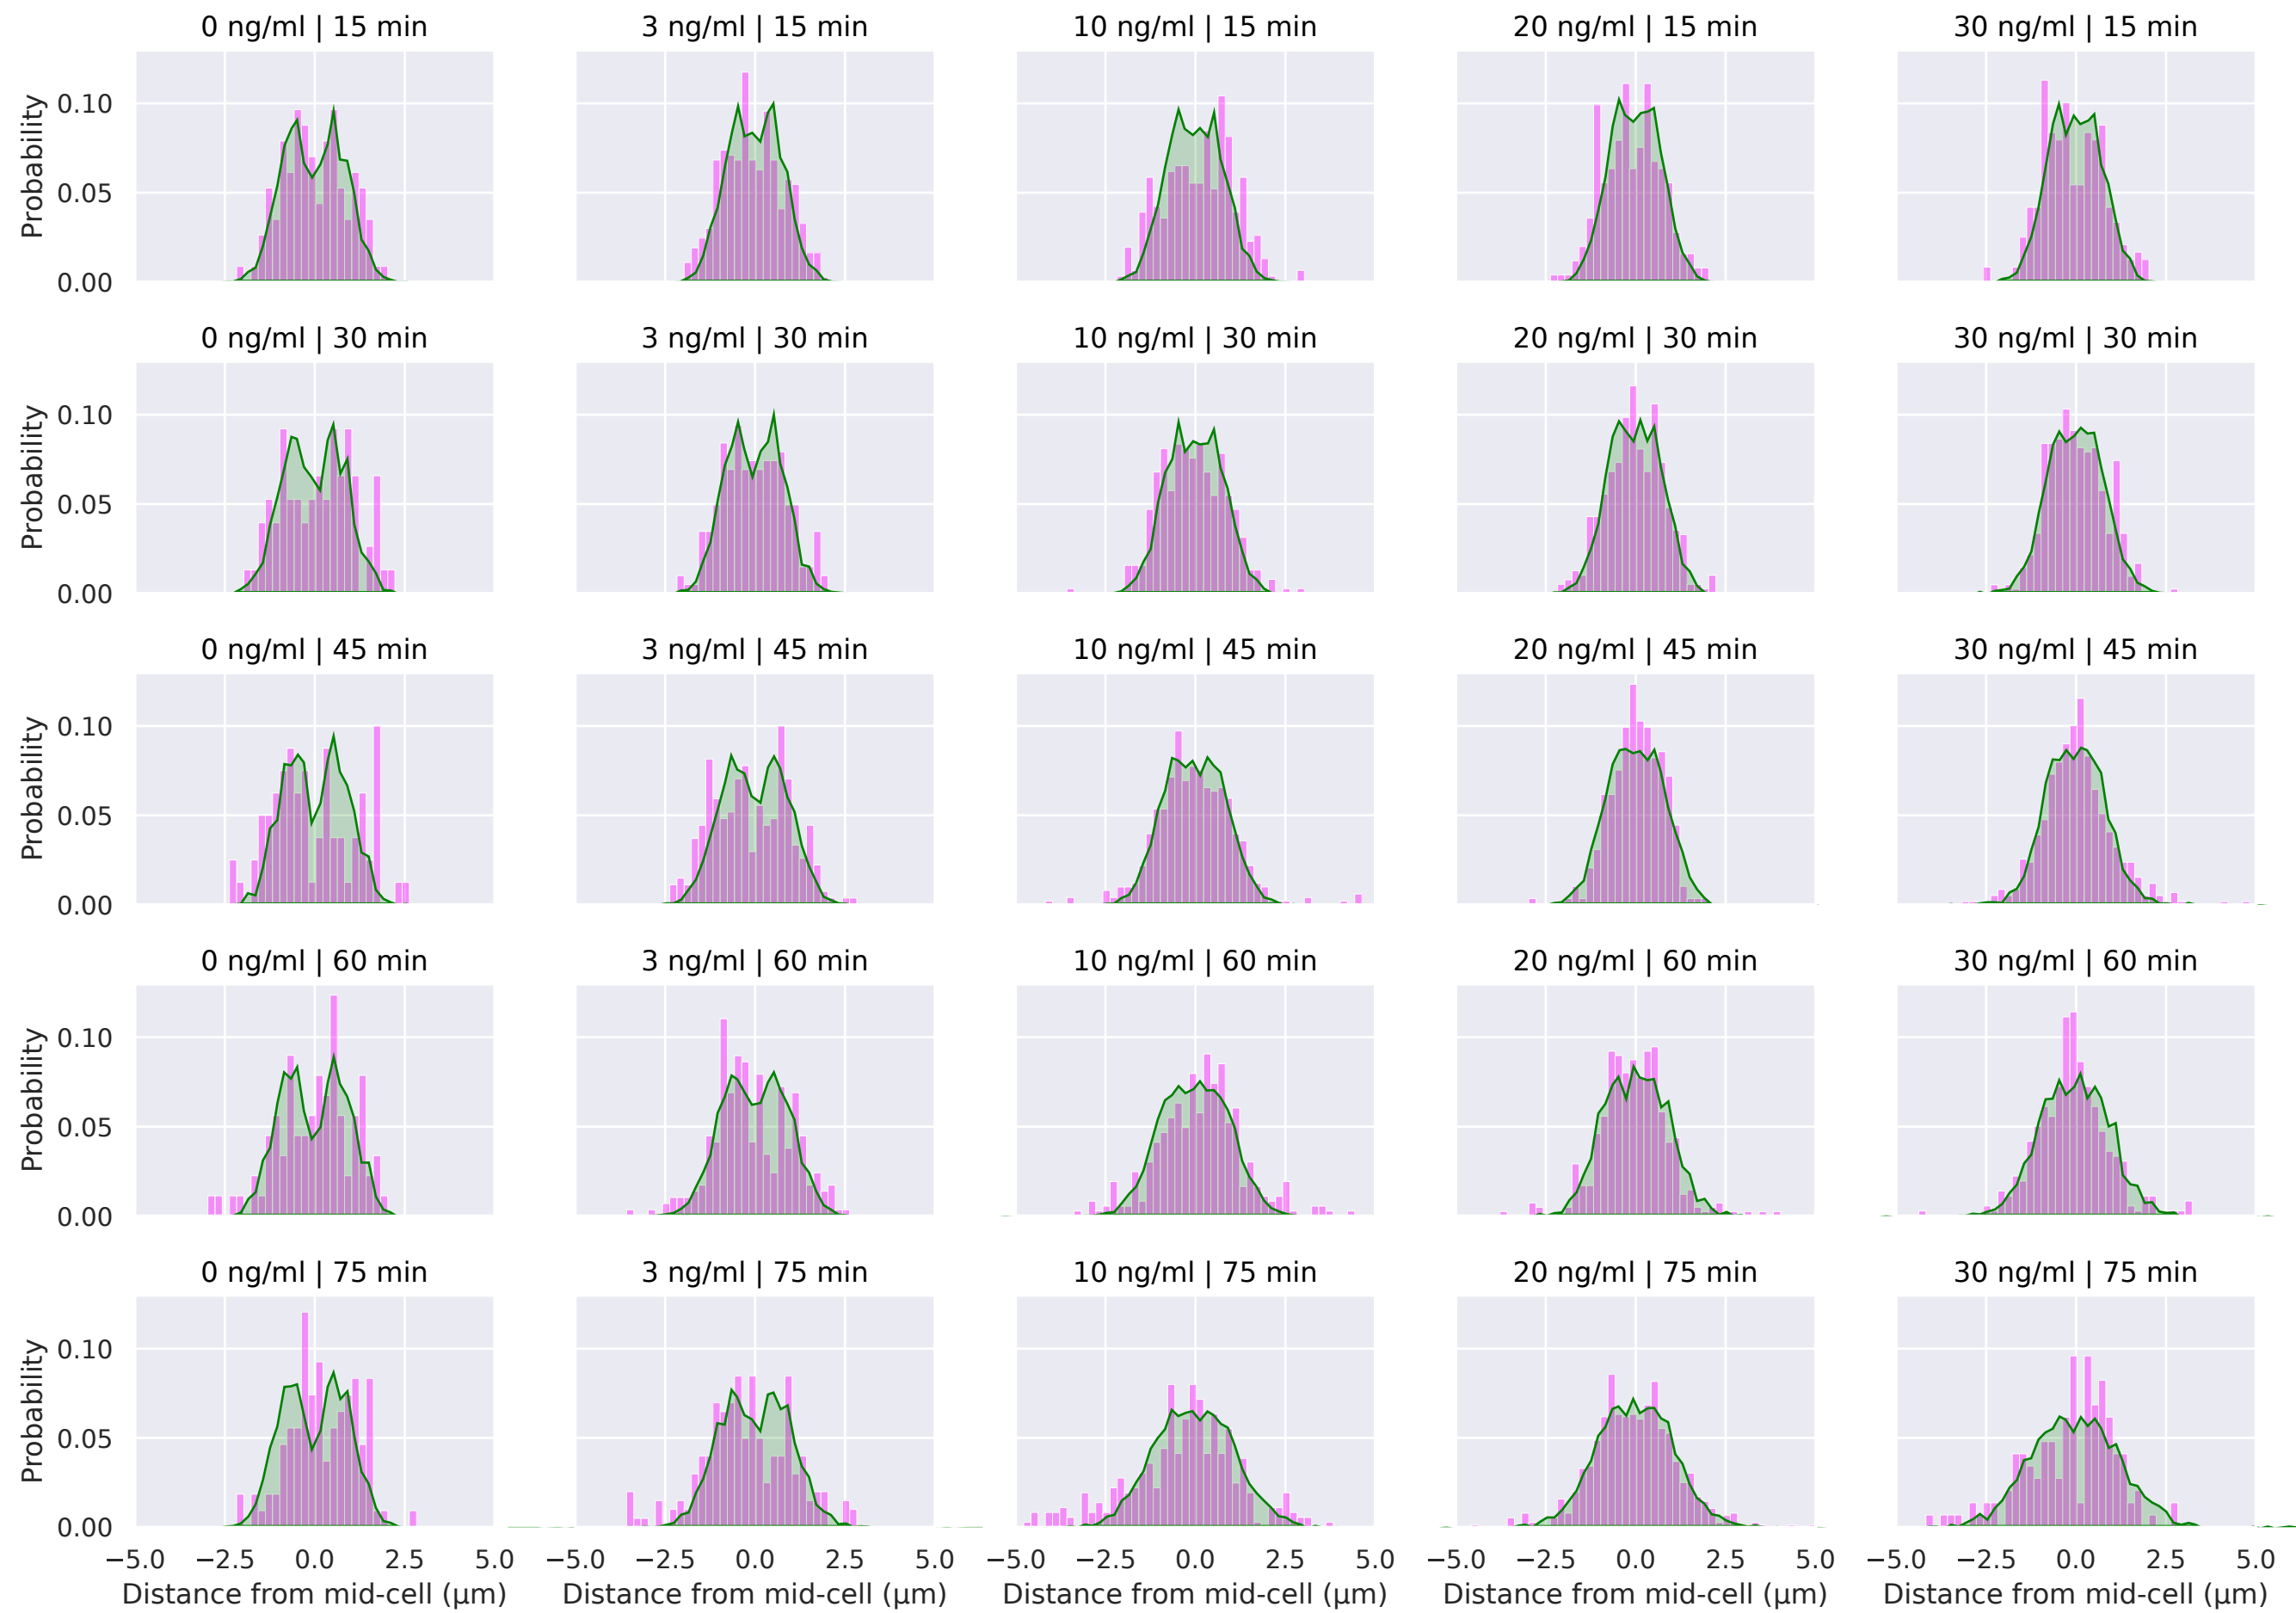 0 ng/ml | 15 min 3 ng/ml | 15 min 10 ng/ml | 15 min 20 ng/ml | 15 min 30 ng/ml | 15 min
Probability
0.10
0.05
0.00
0 ng/ml | 30 min 3 ng/ml | 30 min 10 ng/ml | 30 min 20 ng/ml | 30 min 30 ng/ml | 30 min
Probability
0.10
0.05
0.00
0 ng/ml | 45 min 3 ng/ml | 45 min 10 ng/ml | 45 min 20 ng/ml | 45 min 30 ng/ml | 45 min
Probability
0.10
0.05
0.00
0 ng/ml | 60 min 3 ng/ml | 60 min 10 ng/ml | 60 min 20 ng/ml | 60 min 30 ng/ml | 60 min
Probability
0.10
0.05
0.00
0 ng/ml | 75 min 3 ng/ml | 75 min 10 ng/ml | 75 min 20 ng/ml | 75 min 30 ng/ml | 75 min
Probability
0.10
0.05
0.00
−5.0 −2.5 0.0 2.5 5.0 −5.0 −2.5 0.0 2.5 5.0 −5.0 −2.5 0.0 2.5 5.0 −5.0 −2.5 0.0 2.5 5.0 −5.0 −2.5 0.0 2.5 5.0
Distance from mid-cell (μm) Distance from mid-cell (μm) Distance from mid-cell (μm) Distance from mid-cell (μm) Distance from mid-cell (μm)